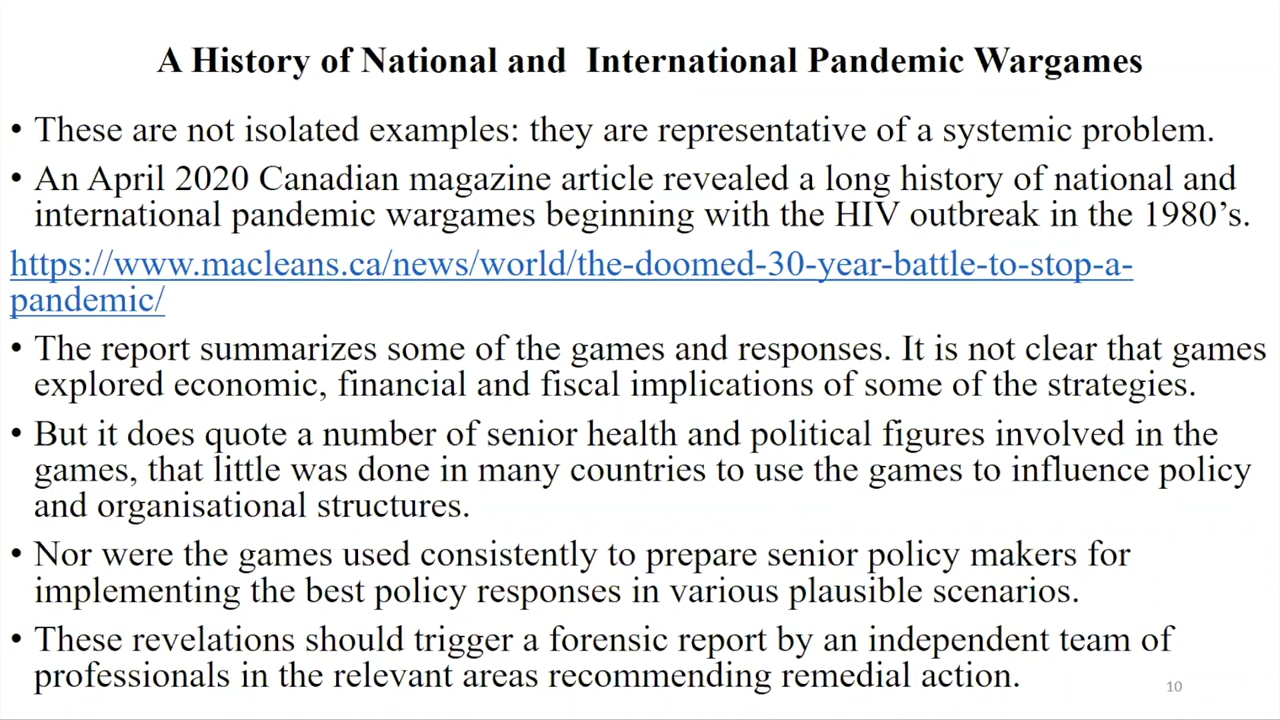 A History of National and  International Pandemic Wargames
• These are not isolated examples: they are representative of a systemic problem.
• An April 2020 Canadian magazine article revealed a long history of national and
international pandemic wargames beginning with the HIV outbreak in the 1980’s.
https://www.macleans.ca/news/world/the-doomed-30-year-battle-to-stop-a-
pandemic/
• The report summarizes some of the games and responses. It is not clear that games
explored economic, financial and fiscal implications of some of the strategies.
• But it does quote a number of senior health and political figures involved in the
games, that little was done in many countries to use the games to influence policy
and organisational structures.
• Nor were the games used consistently to prepare senior policy makers for
implementing the best policy responses in various plausible scenarios.
• These revelations should trigger a forensic report by an independent team of
professionals in the relevant areas recommending remedial action.
10